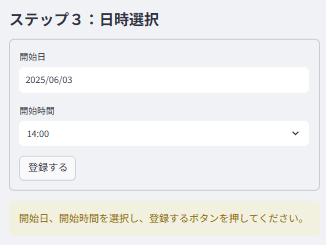 ステップ３：日時選択
開始日
2025/06/03
開始時間
14:00
登録する
開始日、開始時間を選択し、登録するボタンを押してください。